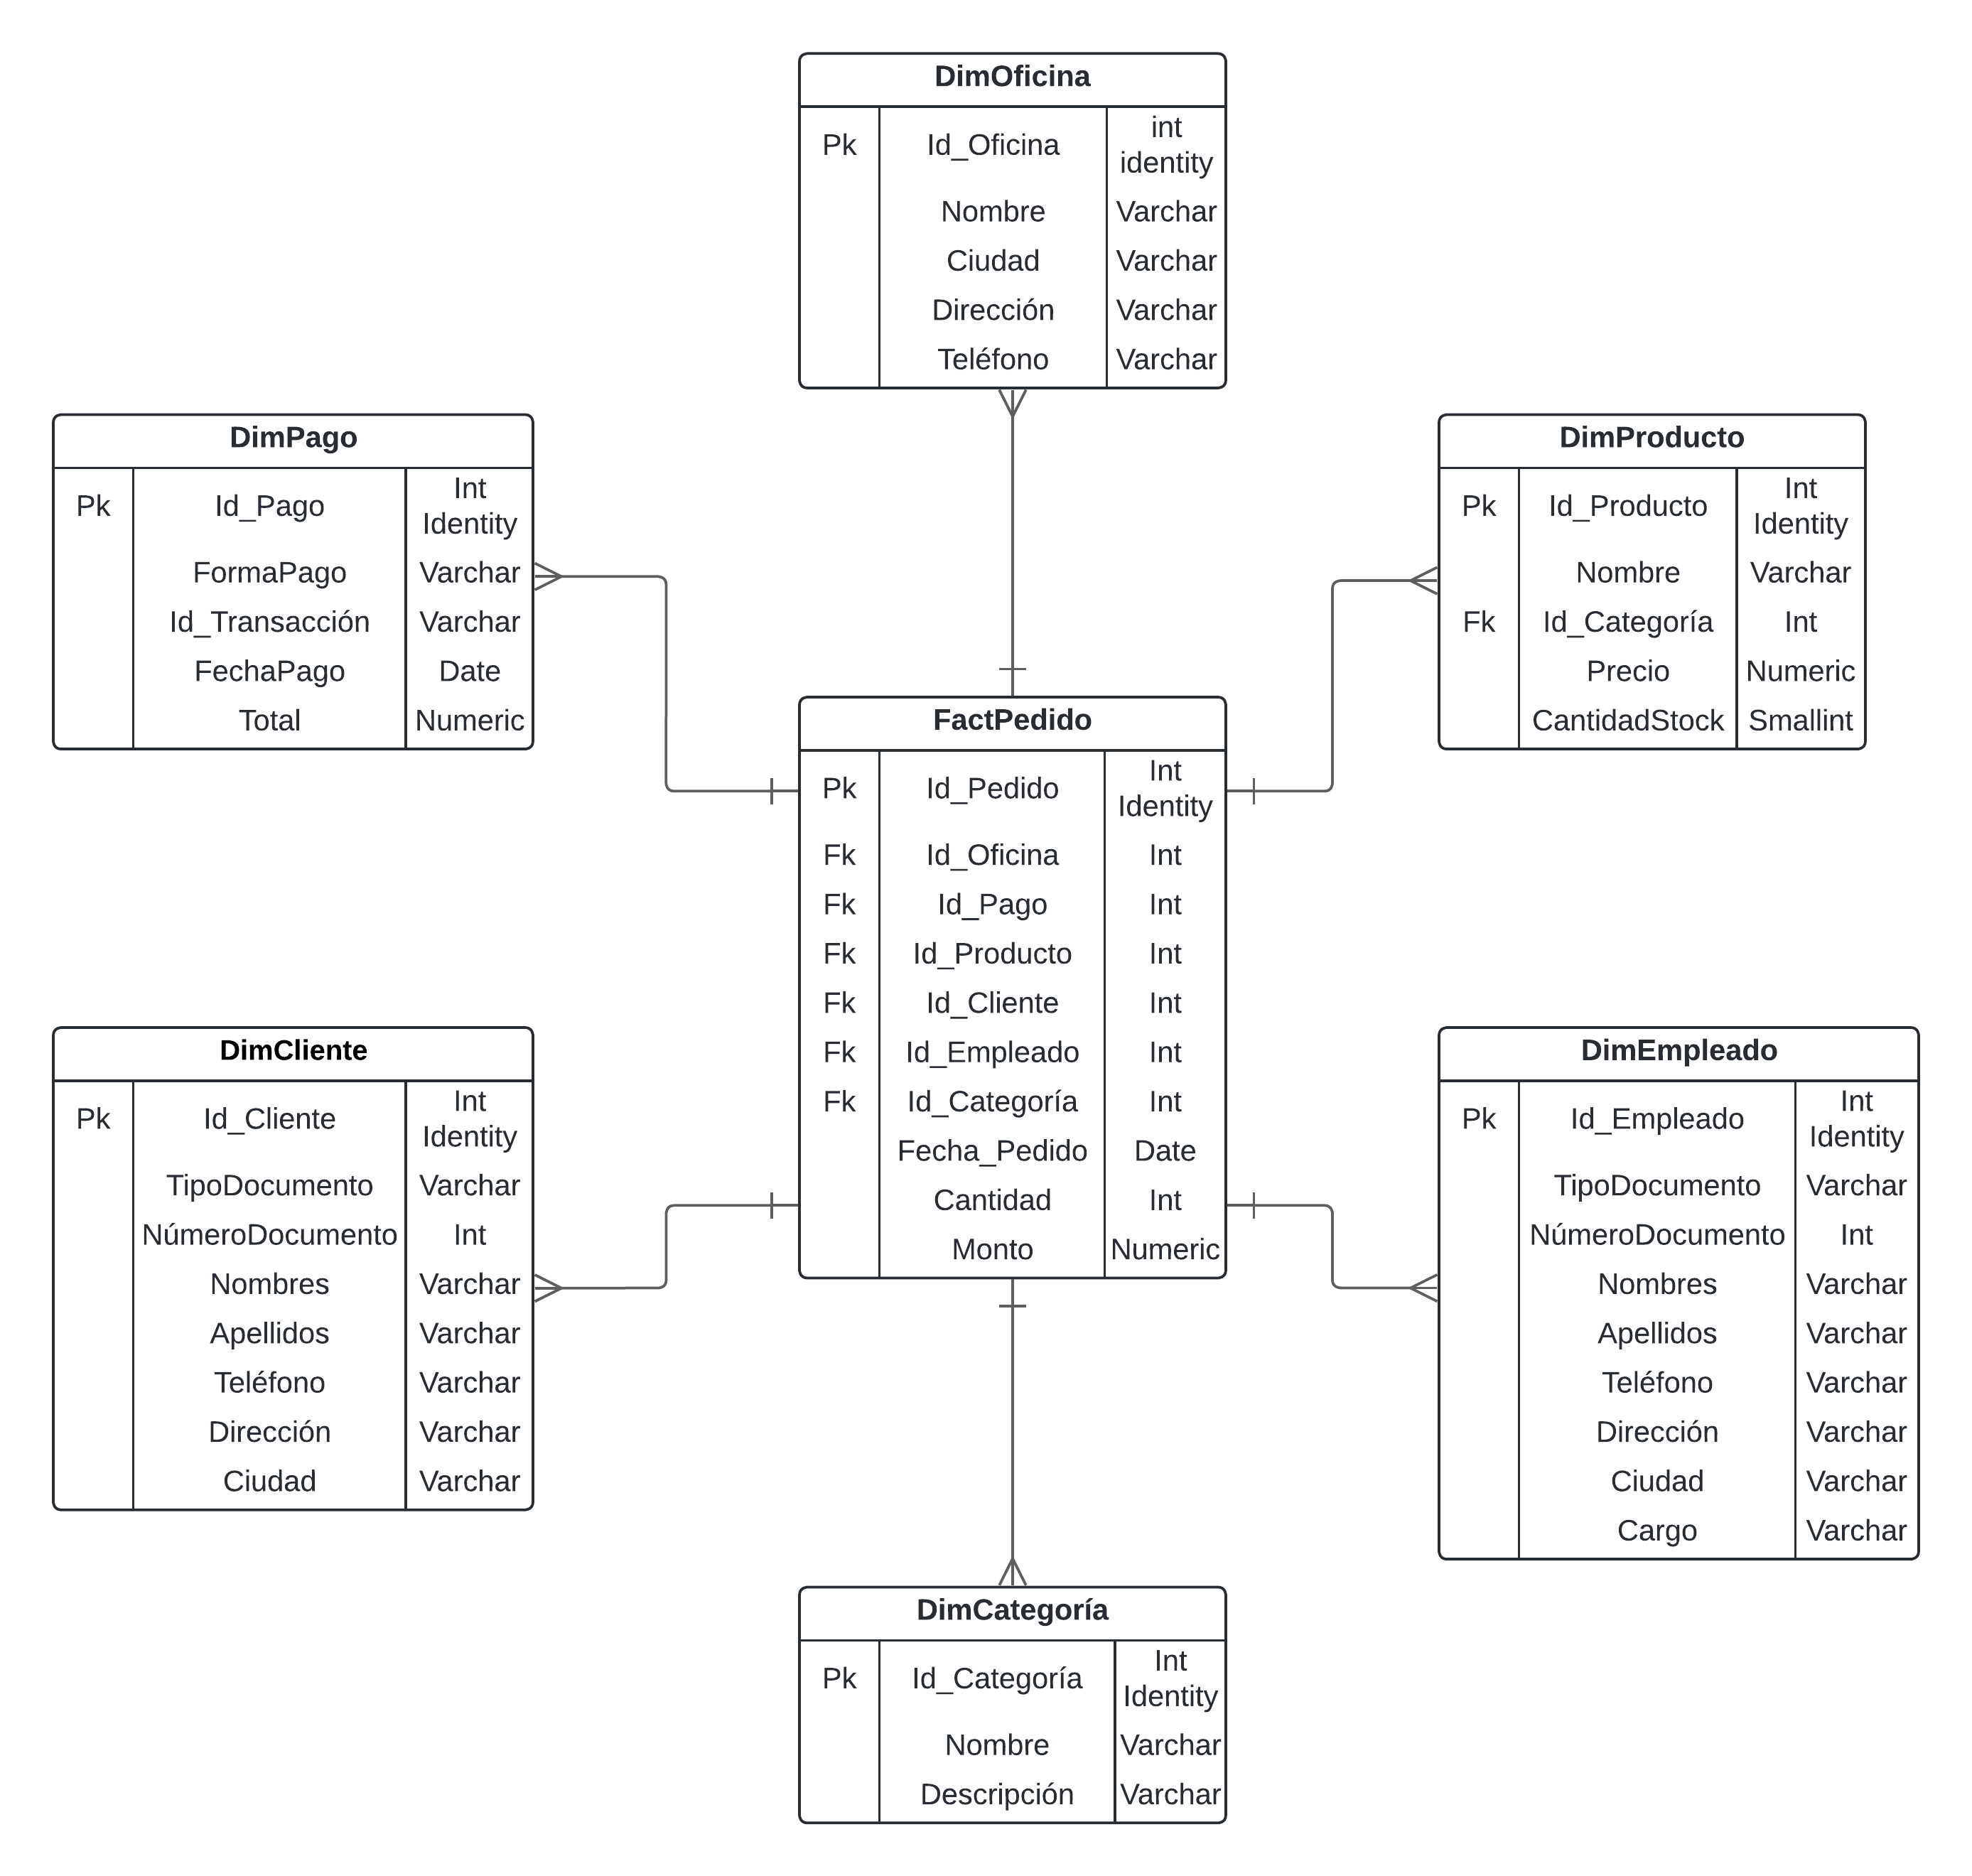 DimOficina
Pk Id_Oficina int identity
Nombre Varchar
Ciudad Varchar
Dirección Varchar
Teléfono Varchar
DimPago
Pk Id_Pago Int Identity
FormaPago Varchar
Id_Transacción Varchar
FechaPago Date
Total Numeric
DimProducto
Pk Id_Producto Int Identity
Nombre Varchar
Fk Id_Categoría Int
Precio Numeric
CantidadStock Smallint
FactPedido
Pk Id_Pedido Int Identity
Fk Id_Oficina Int
Fk Id_Pago Int
Fk Id_Producto Int
Fk Id_Cliente Int
Fk Id_Empleado Int
Fk Id_Categoría Int
Fecha_Pedido Date
Cantidad Int
Monto Numeric
DimCliente
Pk Id_Cliente Int Identity
TipoDocumento Varchar
NúmeroDocumento Int
Nombres Varchar
Apellidos Varchar
Teléfono Varchar
Dirección Varchar
Ciudad Varchar
DimEmpleado
Pk Id_Empleado Int Identity
TipoDocumento Varchar
NúmeroDocumento Int
Nombres Varchar
Apellidos Varchar
Teléfono Varchar
Dirección Varchar
Ciudad Varchar
Cargo Varchar
DimCategoría
Pk Id_Categoría Int Identity
Nombre Varchar
Descripción Varchar